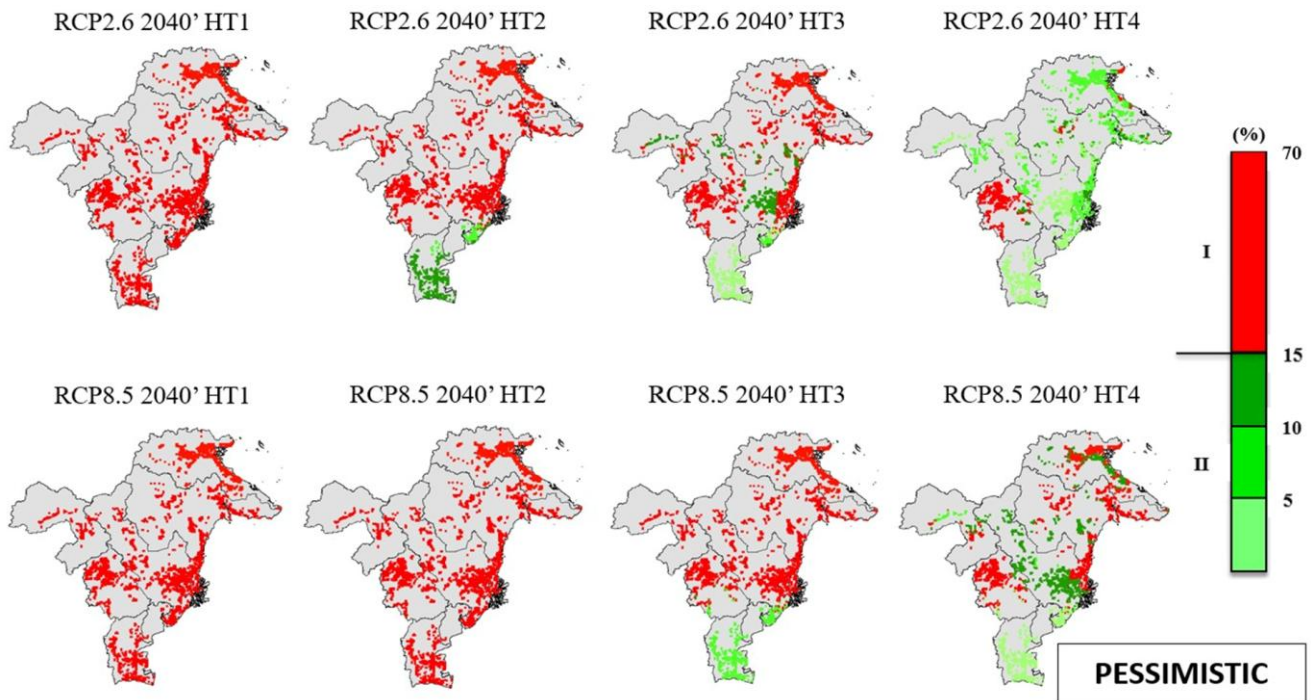 RCP2.6 2040’ HT1
RCP2.6 2040’ HT2
RCP2.6 2040’ HT3
RCP2.6 2040’ HT4
(%)
70
I
15
10
II
5
RCP8.5 2040’ HT1
RCP8.5 2040’ HT2
RCP8.5 2040’ HT3
RCP8.5 2040’ HT4
PESSIMISTIC